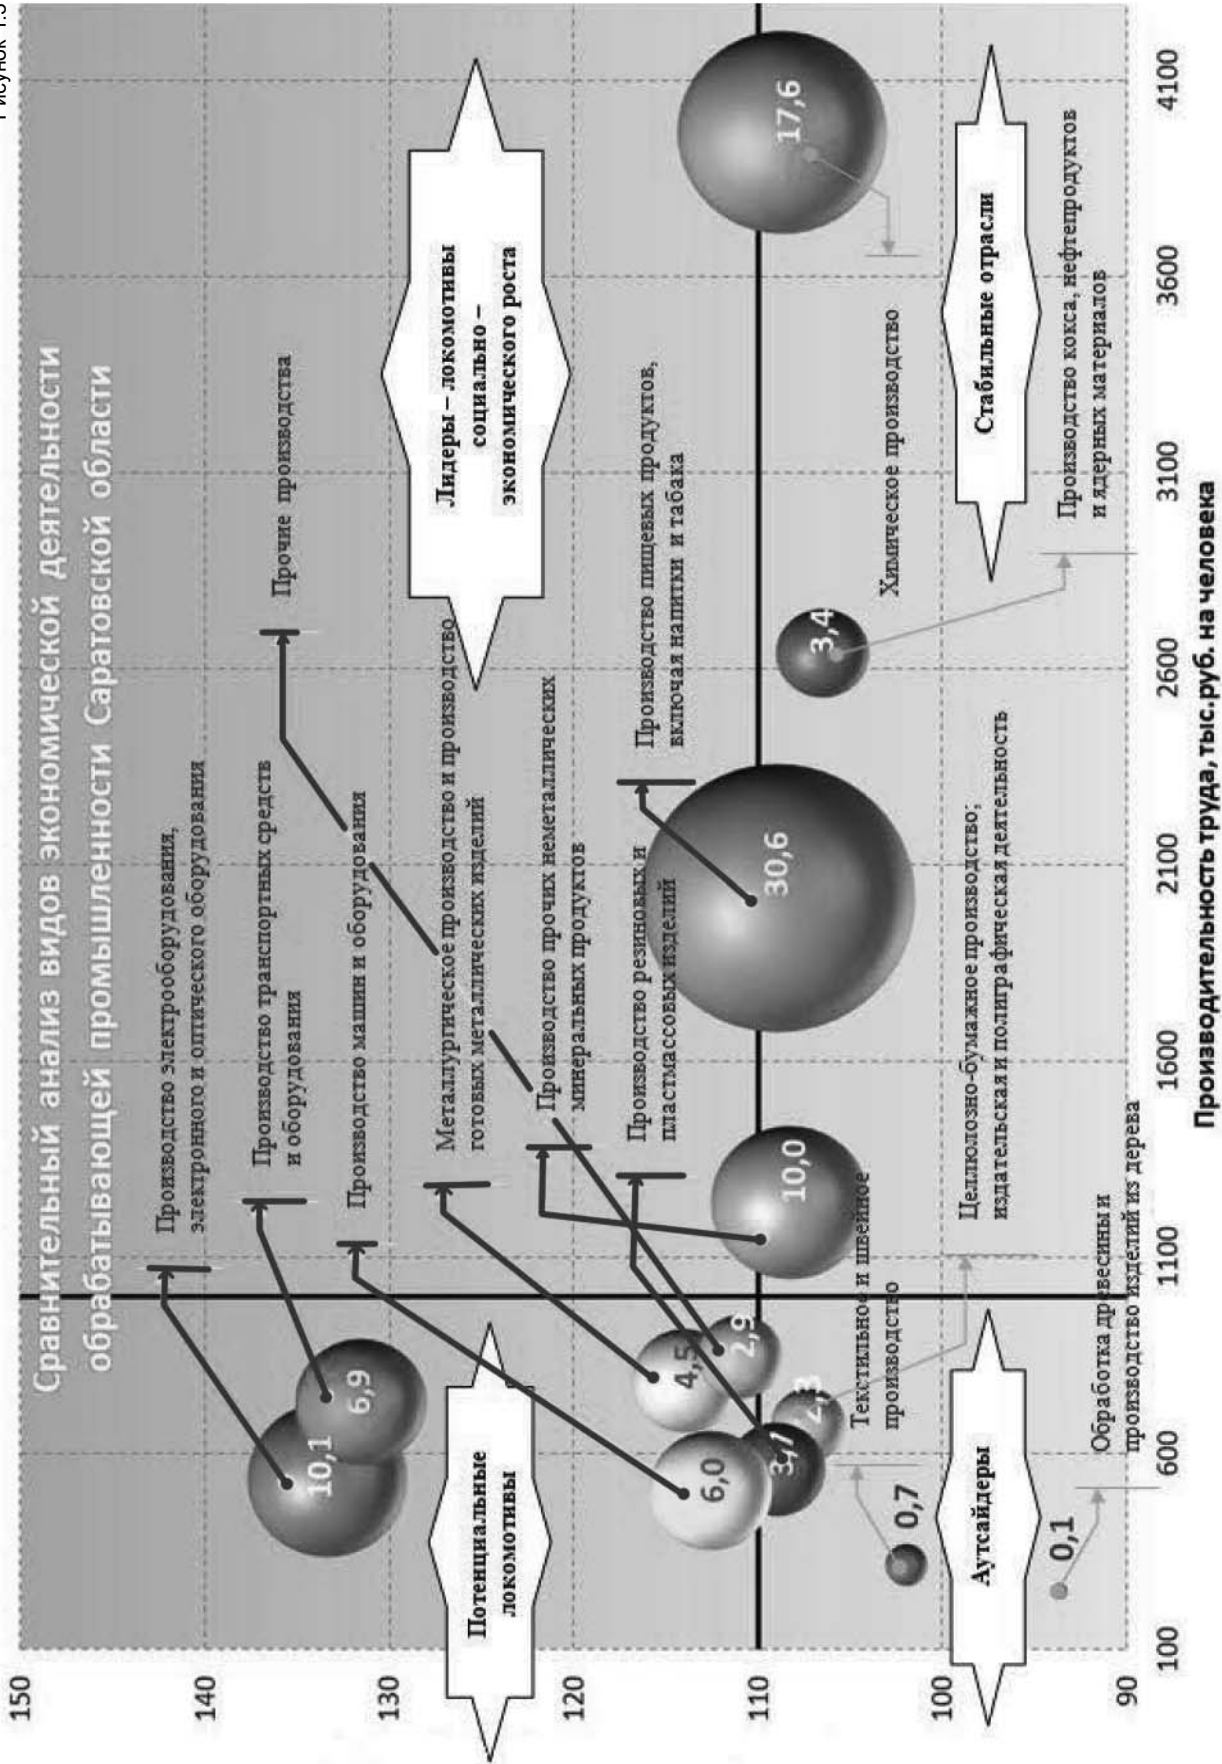 Сравнительный анализ видов экономической деятельности
обрабатывающей промышленности Саратовской области
150
140
130
120
110
100
90
Производство электрооборудования,
электронного и оптического оборудования
Производство транспортных средств
и оборудования
Производство машин и оборудования
Прочие производства
Металлургическое производство и производство
готовых металлических изделий
Производство прочих неметаллических
минеральных продуктов
Производство резиновых и
пластмассовых изделий
Производство пищевых продуктов,
включая напитки и табака
Лидеры – локомотивы
социально –
экономического роста
Потенциальные
локомотивы
10,1
6,9
4,5
6,0
2,9
3,7
2,3
10,0
30,6
3,4
17,6
0,7
0,1
Текстильное и швейное
производство
Химическое производство
Целлюлозно-бумажное производство;
издательская и полиграфическая деятельность
Стабильные отрасли
Аутсайдеры
Производство кокса, нефтепродуктов
и ядерных материалов
Обработка древесины и
производство изделий из дерева
100
600
1100
1600
2100
2600
3100
3600
4100
Производительность труда, тыс.руб. на человека